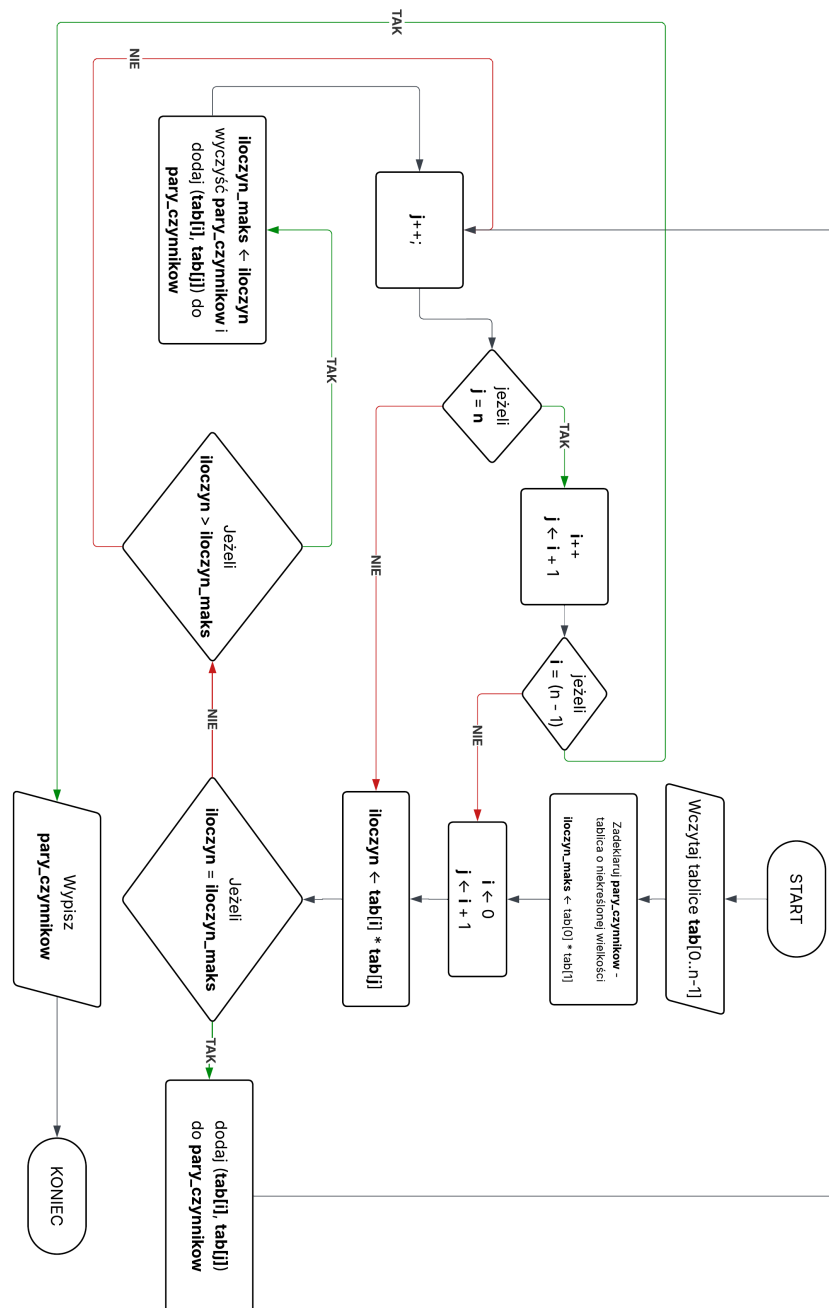 START
Wczytaj tablice tab[0..n-1]
Zadeklaruj pary_czynnikow -
tablica o niekreślonej wielkości
iloczyn_maks ← tab[0] * tab[1]
i ← 0
j ← i + 1
iloczyn ← tab[i] * tab[j]
Jeżeli
iloczyn = iloczyn_maks
TAK
dodaj (tab[i], tab[j])
do pary_czynnikow
NIE
Jeżeli
iloczyn > iloczyn_maks
TAK
iloczyn_maks ← iloczyn
wyczyść pary_czynnikow i
dodaj (tab[i], tab[j]) do
pary_czynnikow
NIE
j++;
jeżeli
j = n
TAK
NIE
i++
j ← i + 1
jeżeli
i = (n - 1)
NIE
TAK
Wypisz
pary_czynnikow
KONIEC